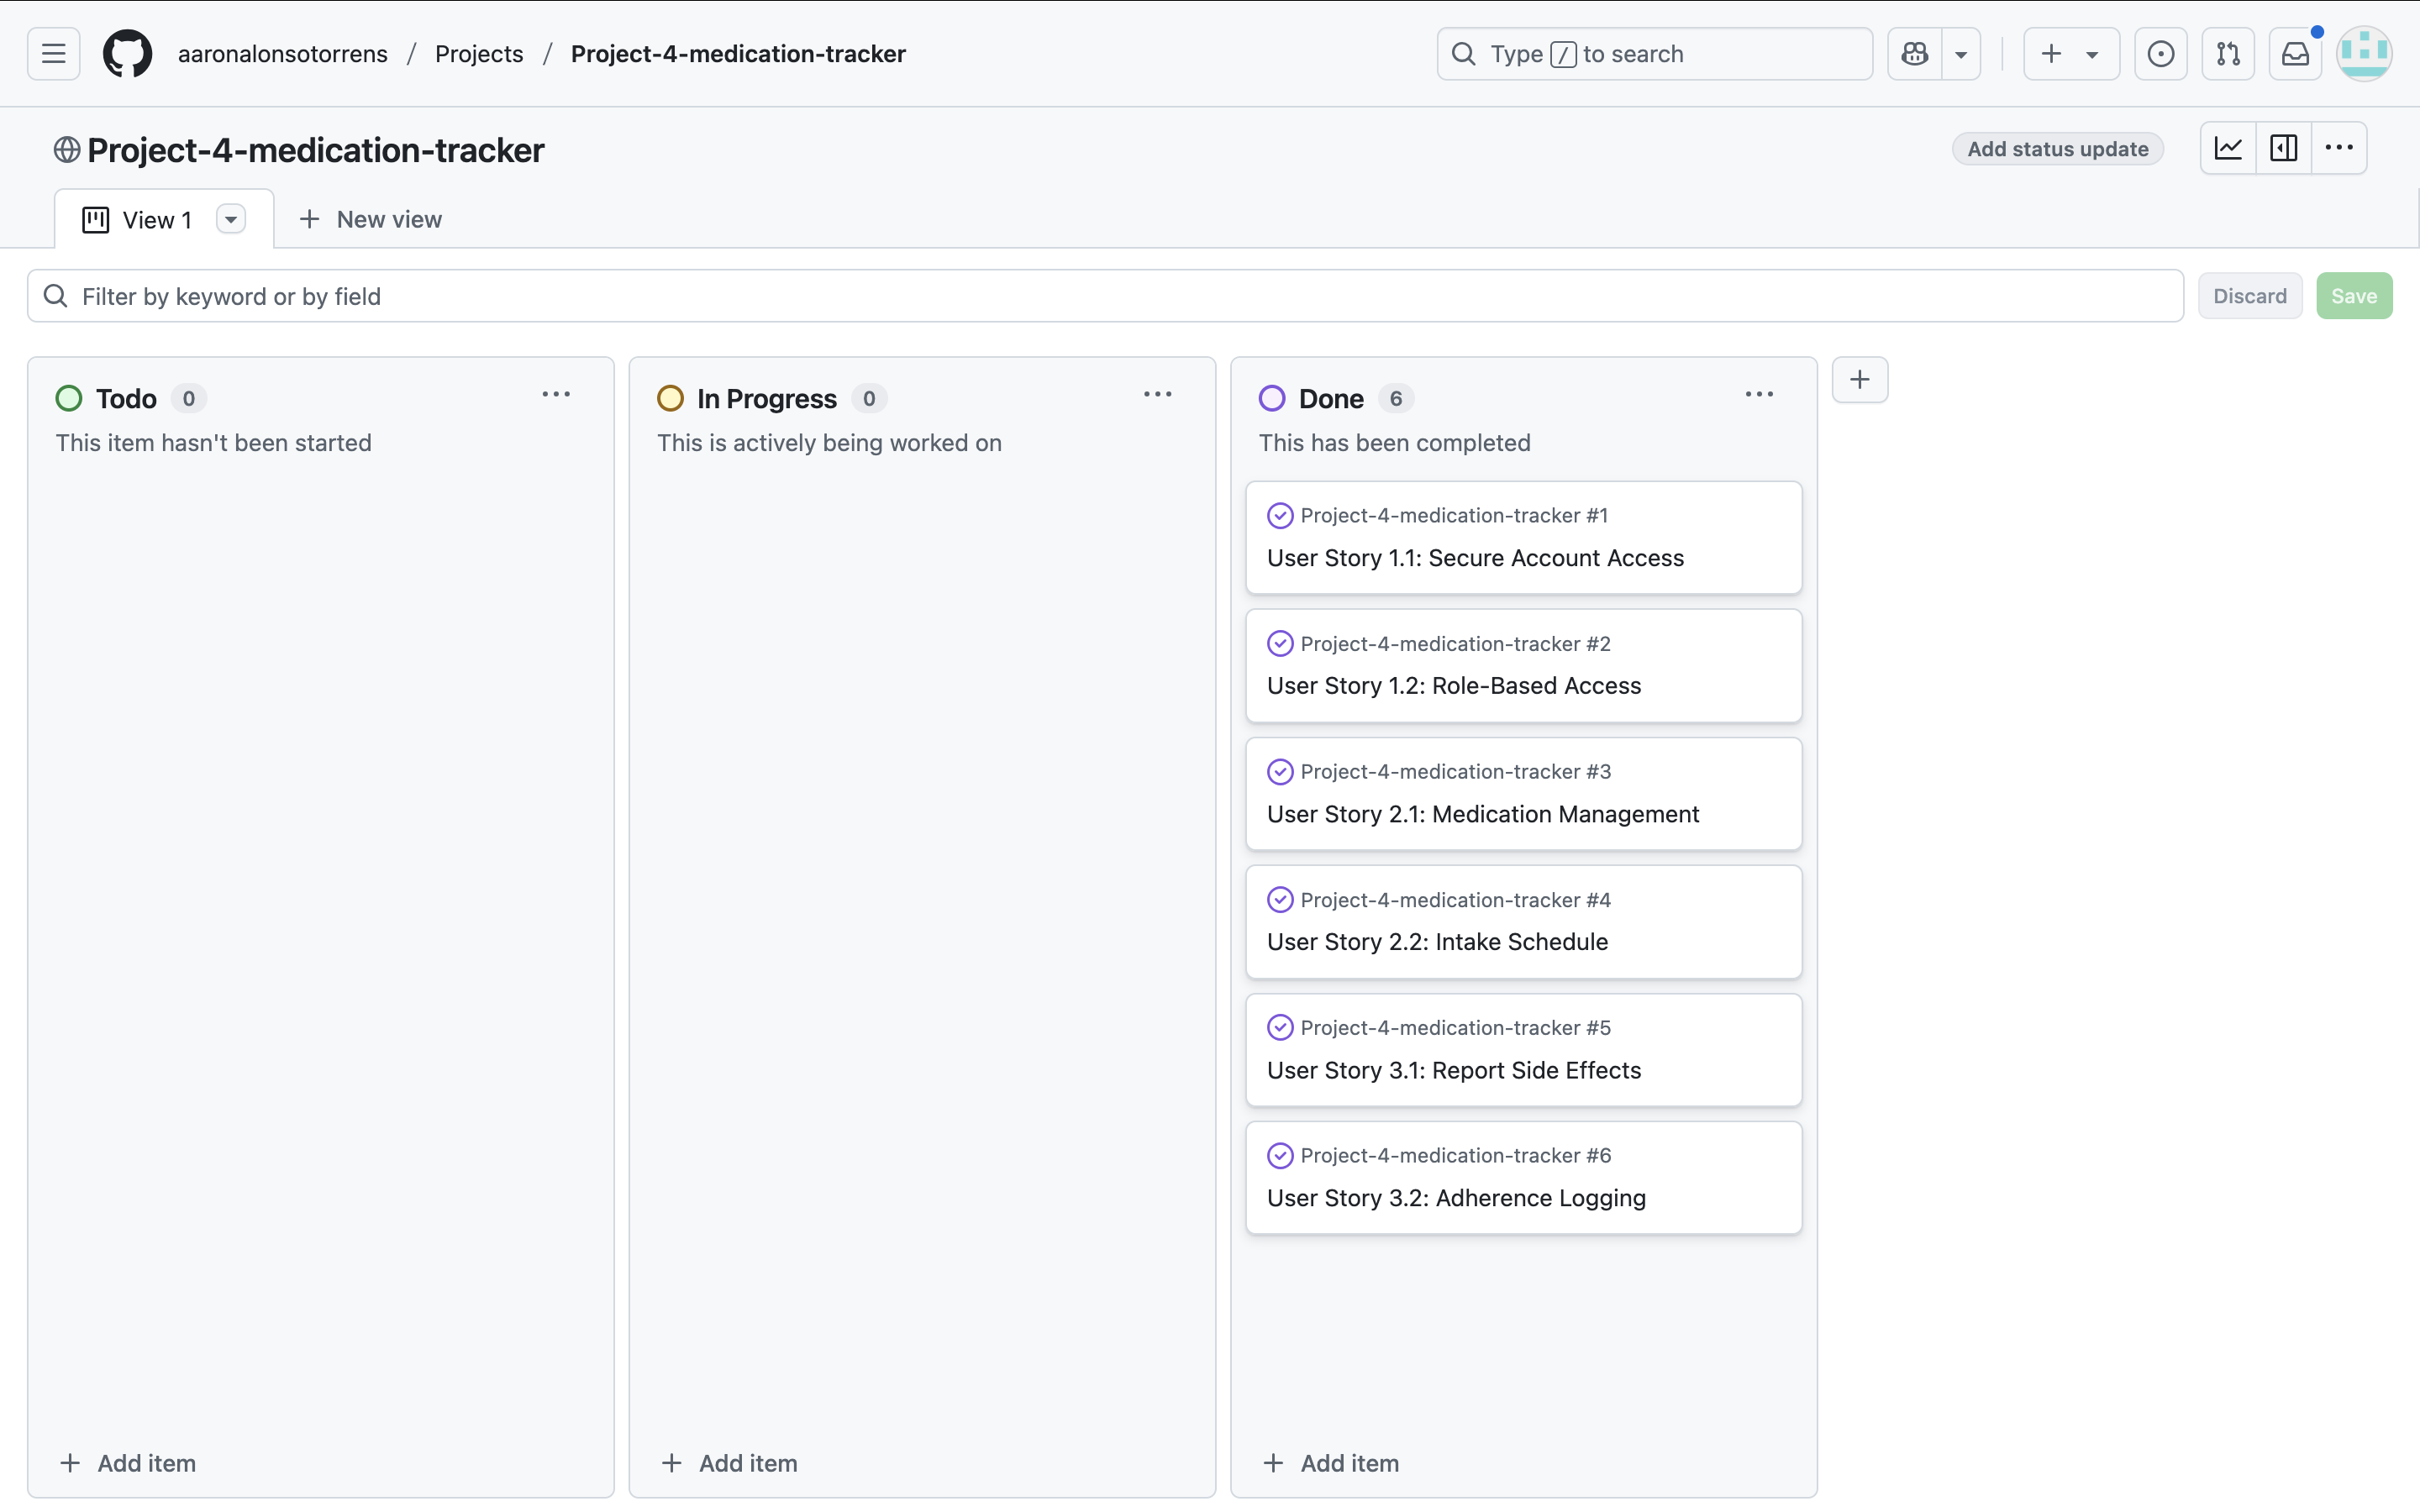 aaronalonsotorrens / Projects / Project-4-medication-tracker
Type / to search
Project-4-medication-tracker
Add status update
View 1
New view
Filter by keyword or by field
Discard
Save
Todo 0
This item hasn't been started
Add item
In Progress 0
This is actively being worked on
Add item
Done 6
This has been completed
Project-4-medication-tracker #1
User Story 1.1: Secure Account Access
Project-4-medication-tracker #2
User Story 1.2: Role-Based Access
Project-4-medication-tracker #3
User Story 2.1: Medication Management
Project-4-medication-tracker #4
User Story 2.2: Intake Schedule
Project-4-medication-tracker #5
User Story 3.1: Report Side Effects
Project-4-medication-tracker #6
User Story 3.2: Adherence Logging
Add item